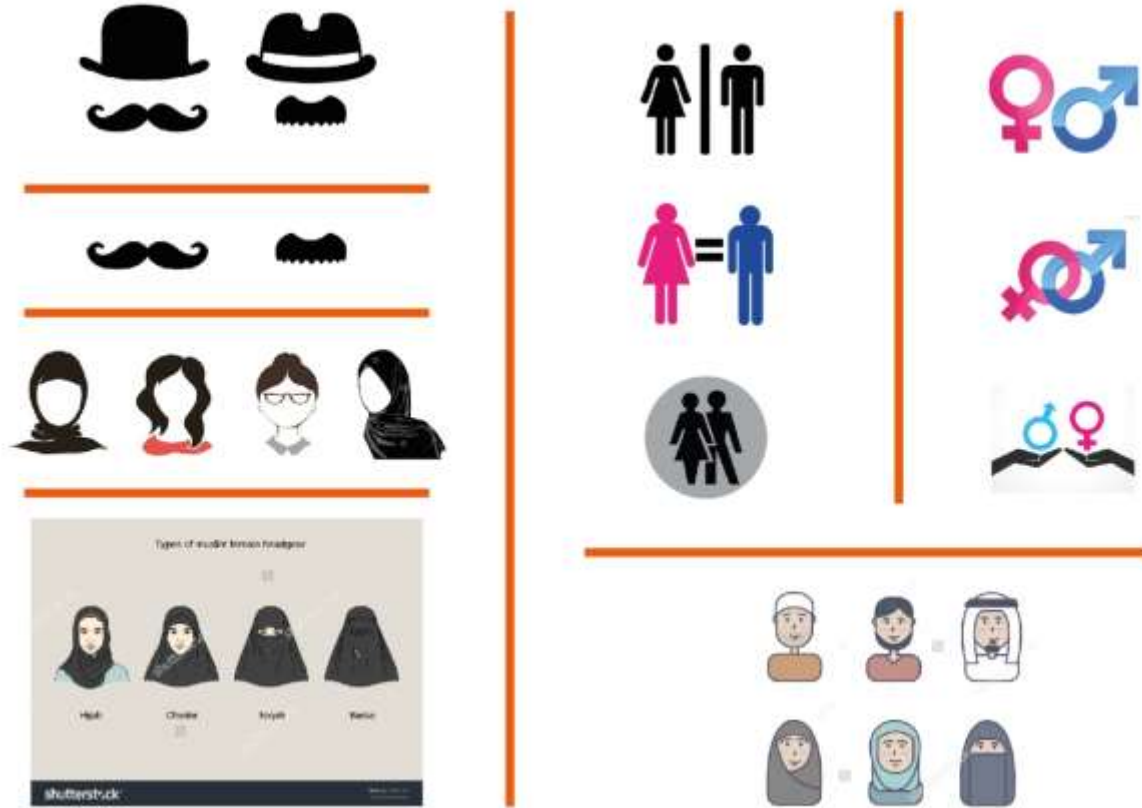 Types of muslim female headgear
Hijab
Chador
Niqab
Burka
shutterstock